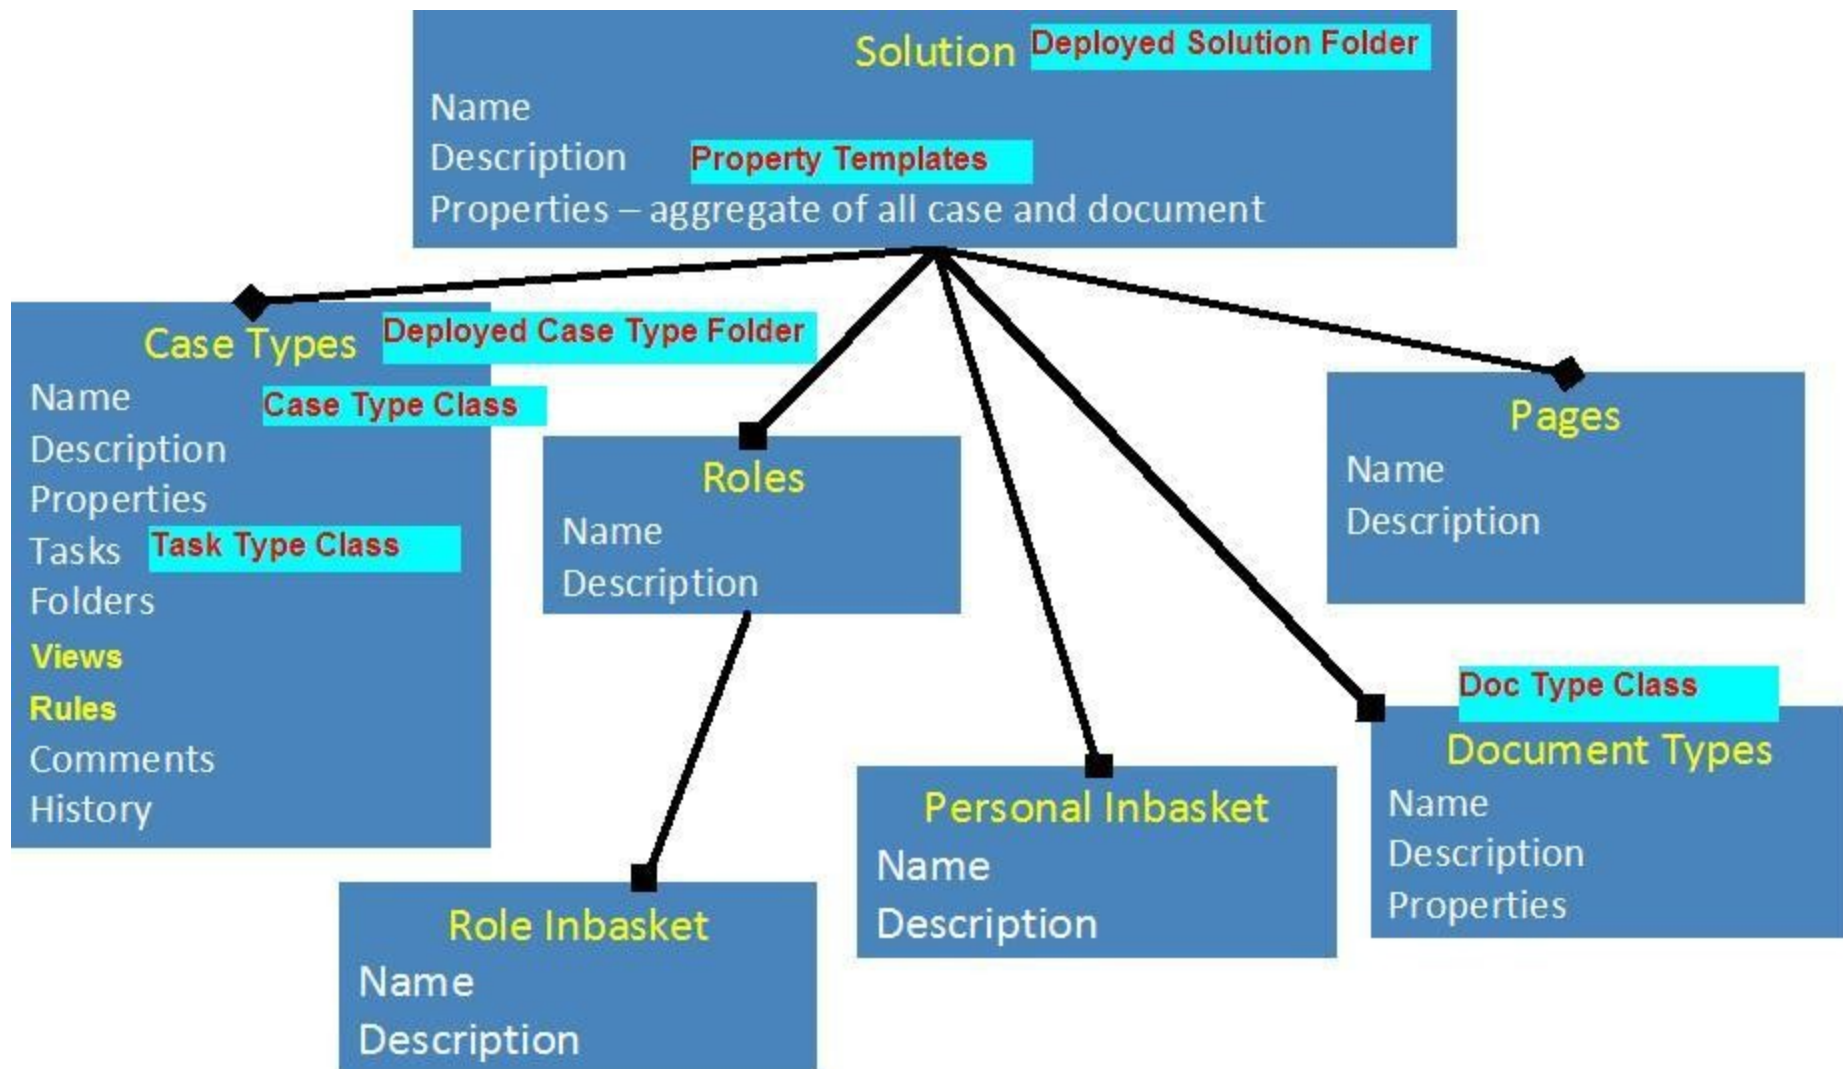 Solution Deployed Solution Folder
Name
Description Property Templates
Properties – aggregate of all case and document
Case Types Deployed Case Type Folder
Name Case Type Class
Description
Properties
Tasks Task Type Class
Folders
Views
Rules
Comments
History
Roles
Name
Description
Pages
Name
Description
Role Inbasket
Name
Description
Personal Inbasket
Name
Description
Doc Type Class
Document Types
Name
Description
Properties